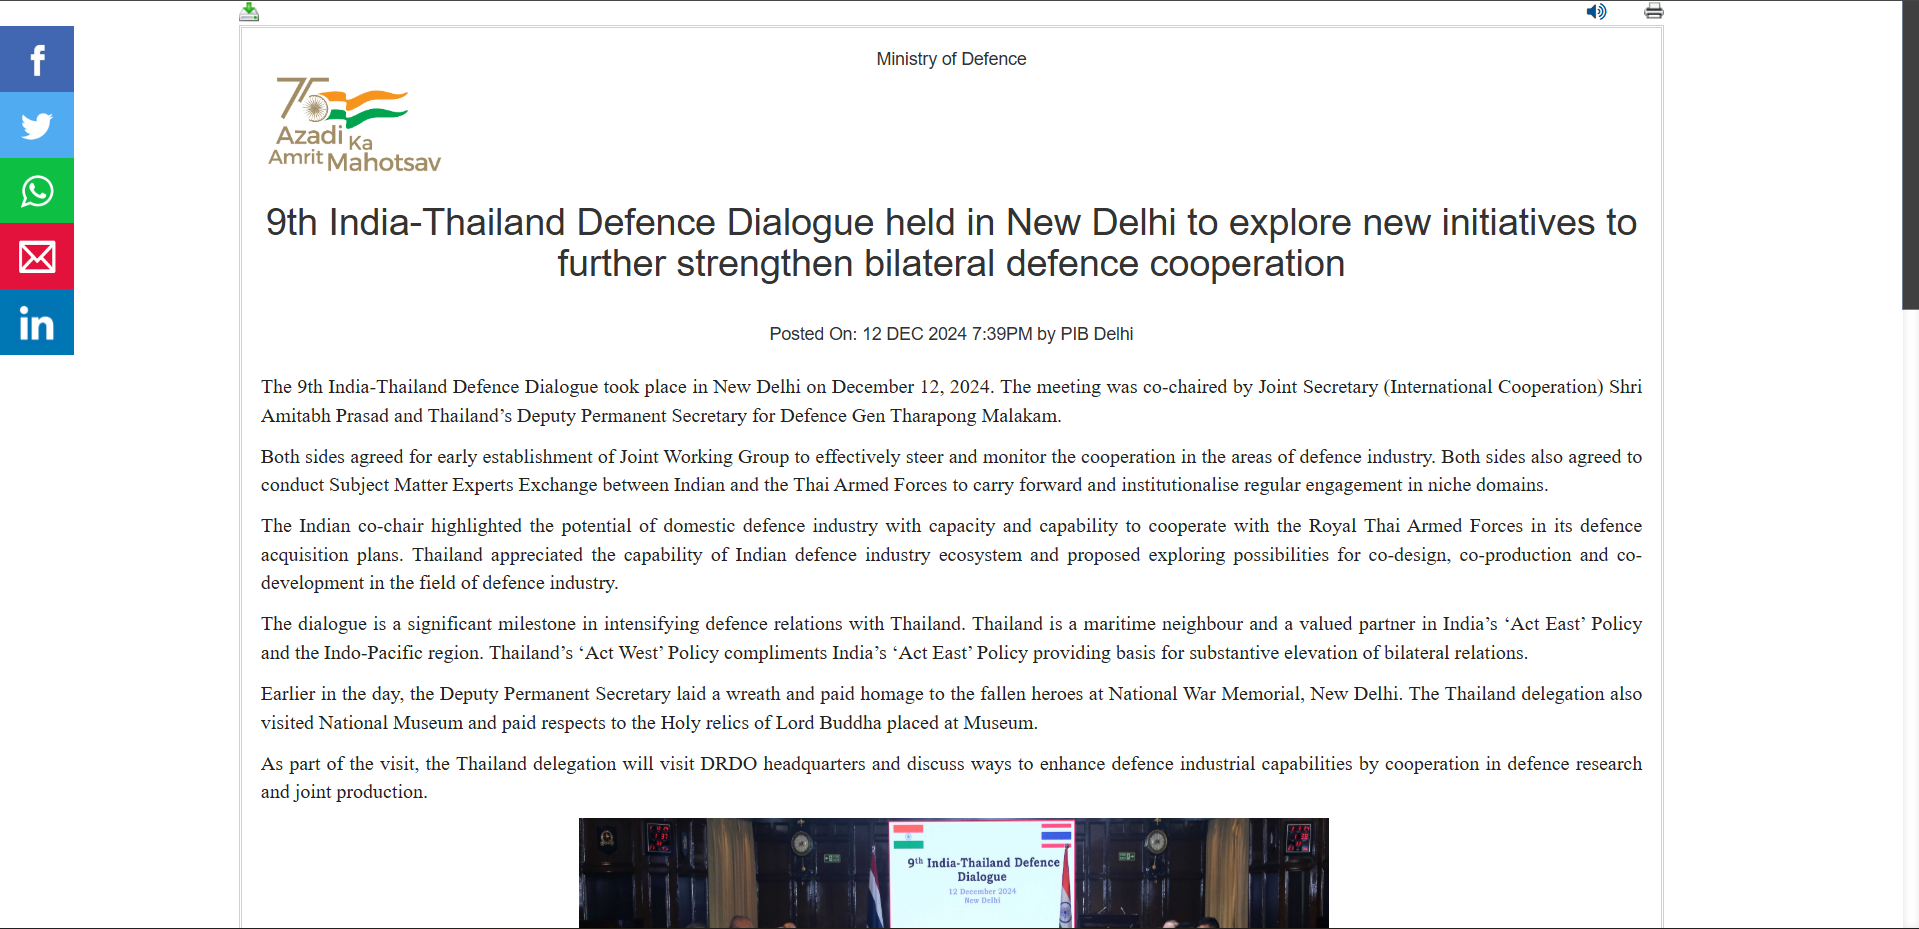 Ministry of Defence
75
Azadi Ka
Amrit Mahotsav
9th India-Thailand Defence Dialogue held in New Delhi to explore new initiatives to
further strengthen bilateral defence cooperation
Posted On: 12 DEC 2024 7:39PM by PIB Delhi
The 9th India-Thailand Defence Dialogue took place in New Delhi on December 12, 2024. The meeting was co-chaired by Joint Secretary (International Cooperation) Shri
Amitabh Prasad and Thailand’s Deputy Permanent Secretary for Defence Gen Tharapong Malakam.
Both sides agreed for early establishment of Joint Working Group to effectively steer and monitor the cooperation in the areas of defence industry. Both sides also agreed to
conduct Subject Matter Experts Exchange between Indian and the Thai Armed Forces to carry forward and institutionalise regular engagement in niche domains.
The Indian co-chair highlighted the potential of domestic defence industry with capacity and capability to cooperate with the Royal Thai Armed Forces in its defence
acquisition plans. Thailand appreciated the capability of Indian defence industry ecosystem and proposed exploring possibilities for co-design, co-production and co-
development in the field of defence industry.
The dialogue is a significant milestone in intensifying defence relations with Thailand. Thailand is a maritime neighbour and a valued partner in India’s ‘Act East’ Policy
and the Indo-Pacific region. Thailand’s ‘Act West’ Policy compliments India’s ‘Act East’ Policy providing basis for substantive elevation of bilateral relations.
Earlier in the day, the Deputy Permanent Secretary laid a wreath and paid homage to the fallen heroes at National War Memorial, New Delhi. The Thailand delegation also
visited National Museum and paid respects to the Holy relics of Lord Buddha placed at Museum.
As part of the visit, the Thailand delegation will visit DRDO headquarters and discuss ways to enhance defence industrial capabilities by cooperation in defence research
and joint production.
9th India-Thailand Defence
Dialogue
12 December 2024
New Delhi